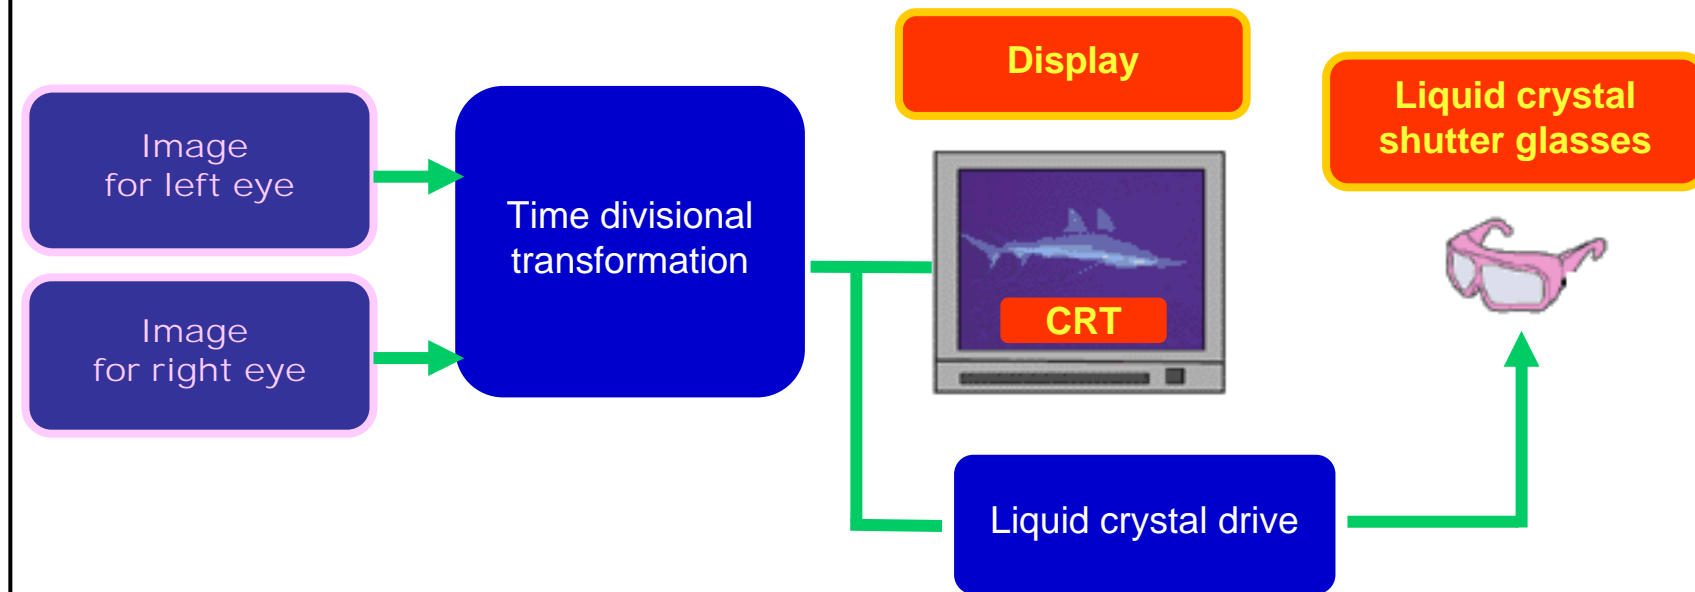 Display
Liquid crystal
shutter glasses
Image
for left eye
Time divisional
transformation
Image
for right eye
CRT
Liquid crystal drive